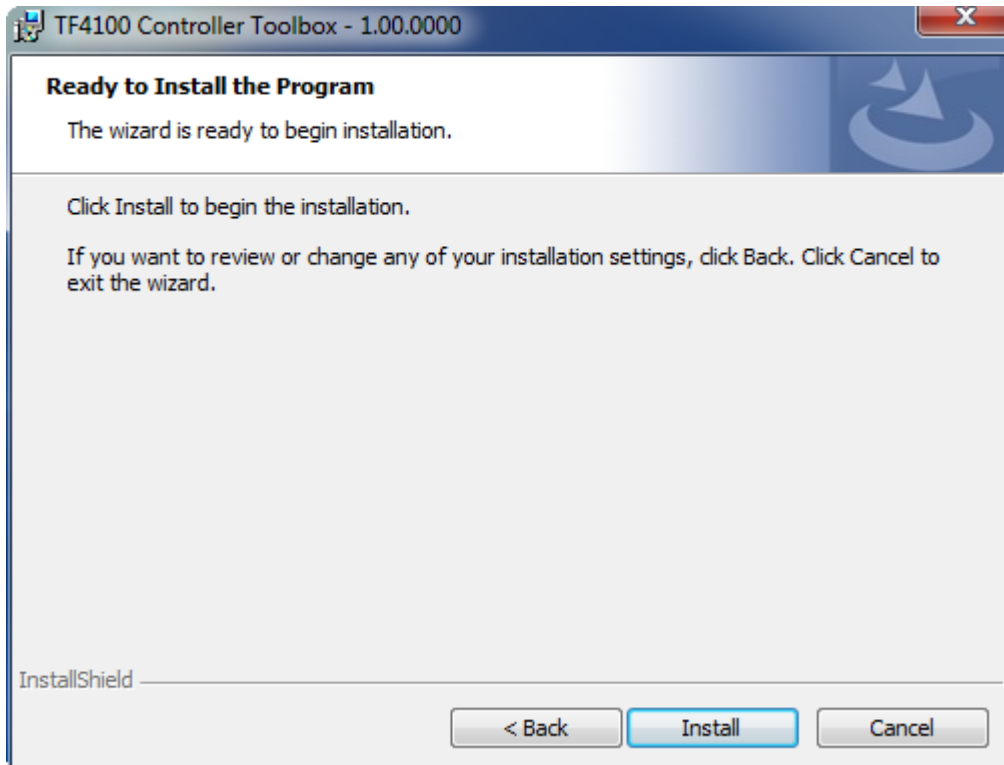 TF4100 Controller Toolbox - 1.00.0000
X
Ready to Install the Program
The wizard is ready to begin installation.
Click Install to begin the installation.
If you want to review or change any of your installation settings, click Back. Click Cancel to
exit the wizard.
InstallShield
< Back
Install
Cancel